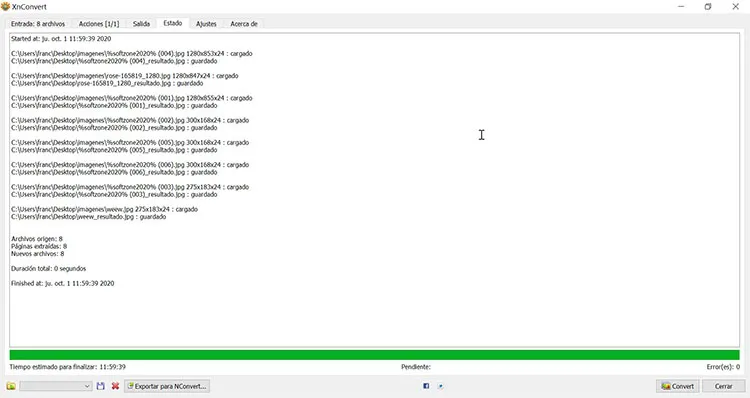 XnConvert
Entrada: 8 archivos Acciones [1/1] Salida Estado Ajustes Acerca de
Started at: ju. oct. 1 11:59:39 2020
C:\Users\franc\Desktop\imagenes\%softzone2020% (004).jpg 1280x853x24 : cargado
C:\Users\franc\Desktop\%softzone2020% (004)_resultado.jpg : guardado
C:\Users\franc\Desktop\imagenes\rose-165819_1280.jpg 1280x847x24 : cargado
C:\Users\franc\Desktop\rose-165819_1280_resultado.jpg : guardado
C:\Users\franc\Desktop\imagenes\%softzone2020% (001).jpg 1280x855x24 : cargado
C:\Users\franc\Desktop\%softzone2020% (001)_resultado.jpg : guardado
C:\Users\franc\Desktop\imagenes\%softzone2020% (002).jpg 300x168x24 : cargado
C:\Users\franc\Desktop\%softzone2020% (002)_resultado.jpg : guardado
C:\Users\franc\Desktop\imagenes\%softzone2020% (005).jpg 300x168x24 : cargado
C:\Users\franc\Desktop\%softzone2020% (005)_resultado.jpg : guardado
C:\Users\franc\Desktop\imagenes\%softzone2020% (006).jpg 300x168x24 : cargado
C:\Users\franc\Desktop\%softzone2020% (006)_resultado.jpg : guardado
C:\Users\franc\Desktop\imagenes\%softzone2020% (003).jpg 275x183x24 : cargado
C:\Users\franc\Desktop\%softzone2020% (003)_resultado.jpg : guardado
C:\Users\franc\Desktop\imagenes\weew.jpg 275x183x24 : cargado
C:\Users\franc\Desktop\weew_resultado.jpg : guardado
Archivos origen: 8
Páginas extraídas: 8
Nuevos archivos: 8
Duración total: 0 segundos
Finished at: ju. oct. 1 11:59:39 2020
Tiempo estimado para finalizar: 11:59:39 Pendiente: Error(es): 0
Exportar para NConvert... Convert Cerrar